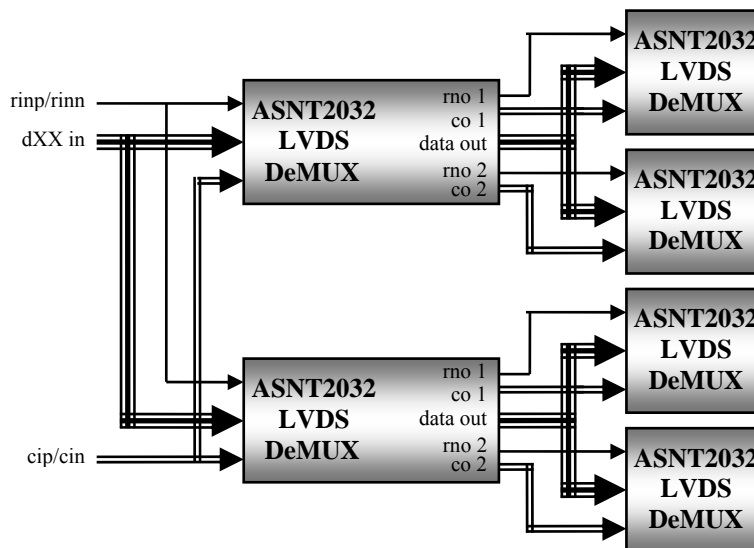 rinp/rinn
dXX in
cip/cin
ASNT2032
LVDS
DeMUX
rno 1
co 1
data out
rno 2
co 2
ASNT2032
LVDS
DeMUX
rno 1
co 1
data out
rno 2
co 2
ASNT2032
LVDS
DeMUX
ASNT2032
LVDS
DeMUX
ASNT2032
LVDS
DeMUX
ASNT2032
LVDS
DeMUX